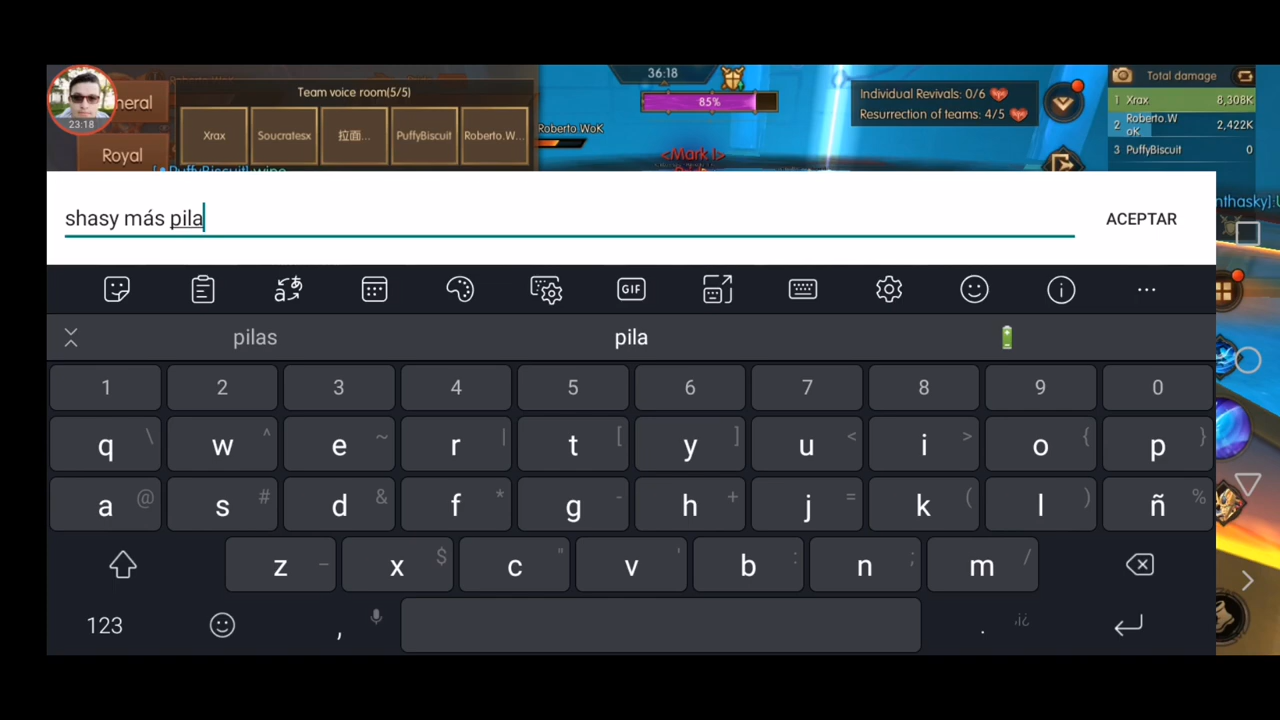 neral
23:18
Royal
Team voice room(5/5)
Xrax
Soucratesx
拉面...
PuffyBiscuit
Roberto.W...
36:18
85%
Roberto WoK
<Mark I>
Individual Revivals: 0/6
Resurrection of teams: 4/5
Total damage
1 Xrax 8,308K
2 Roberto.W
oK 2,422K
3 PuffyBiscuit 0
[PuffyBiscuit]:wipe
nthasky]:U
shasy más pila
ACEPTAR
GIF
pilas pila
1 2 3 4 5 6 7 8 9 0
q \ w ^ e ~ r | t [ y ] u < i > o { p }
a @ s # d & f * g - h + j = k ( l ) ñ %
z _ x $ c " v ' b : n ; m /
123 , . ¡¿